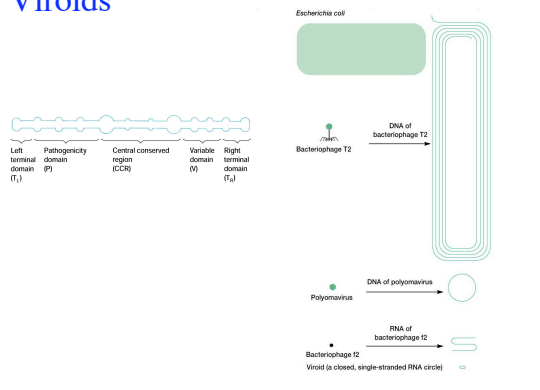 Viroids
Left terminal domain (T_L)
Pathogenicity domain (P)
Central conserved region (CCR)
Variable domain (V)
Right terminal domain (T_R)
Escherichia coli
DNA of
bacteriophage T2
Bacteriophage T2
DNA of polyomavirus
Polyomavirus
RNA of
bacteriophage f2
Bacteriophage f2
Viroid (a closed, single-stranded RNA circle)